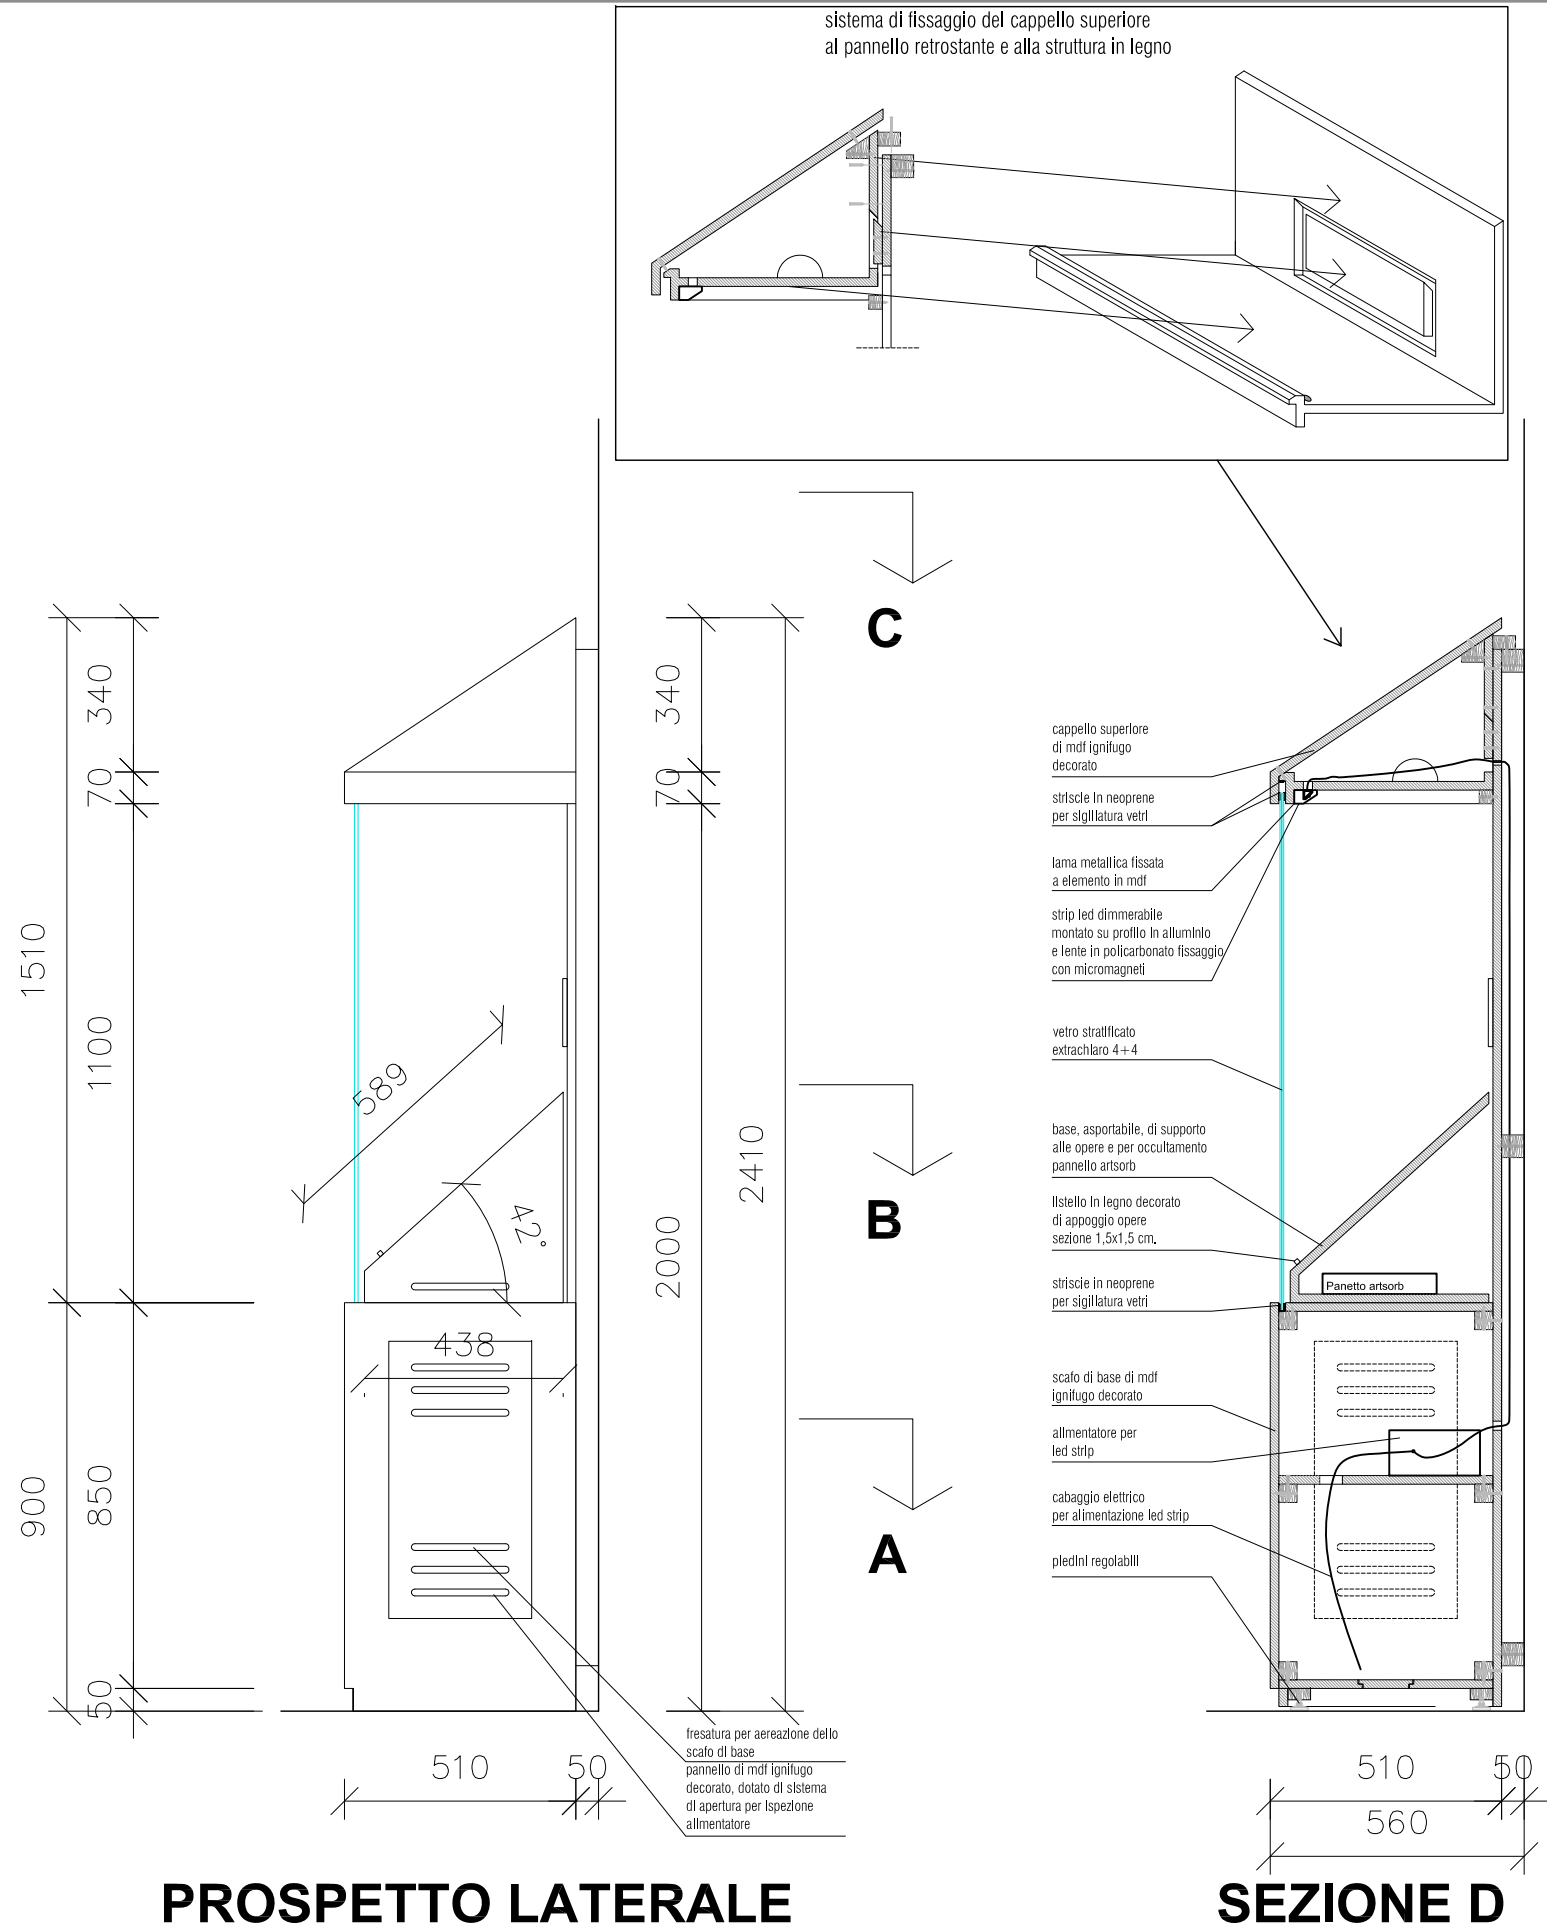 sistema di fissaggio del cappello superiore
al pannello retrostante e alla struttura in legno
C
340
70
1510
1100
589
42°
438
900
850
50
510
50
340
70
2410
2000
B
A
cappello superiore
di mdf ignifugo
decorato
striscie in neoprene
per sigillatura vetri
lama metallica fissata
a elemento in mdf
strip led dimmerabile
montato su profilo in alluminio
e lente in policarbonato fissaggio
con micromagneti
vetro stratificato
extrachiaro 4+4
base, asportabile, di supporto
alle opere e per occultamento
pannello artsorb
listello in legno decorato
di appoggio opere
sezione 1,5x1,5 cm.
Panetto artsorb
striscie in neoprene
per sigillatura vetri
scafo di base di mdf
ignifugo decorato
alimentatore per
led strip
cabaggio elettrico
per alimentazione led strip
piedini regolabili
fresatura per aereazione dello
scafo di base
pannello di mdf ignifugo
decorato, dotato di sistema
di apertura per ispezione
alimentatore
510
50
560
PROSPETTO LATERALE
SEZIONE D